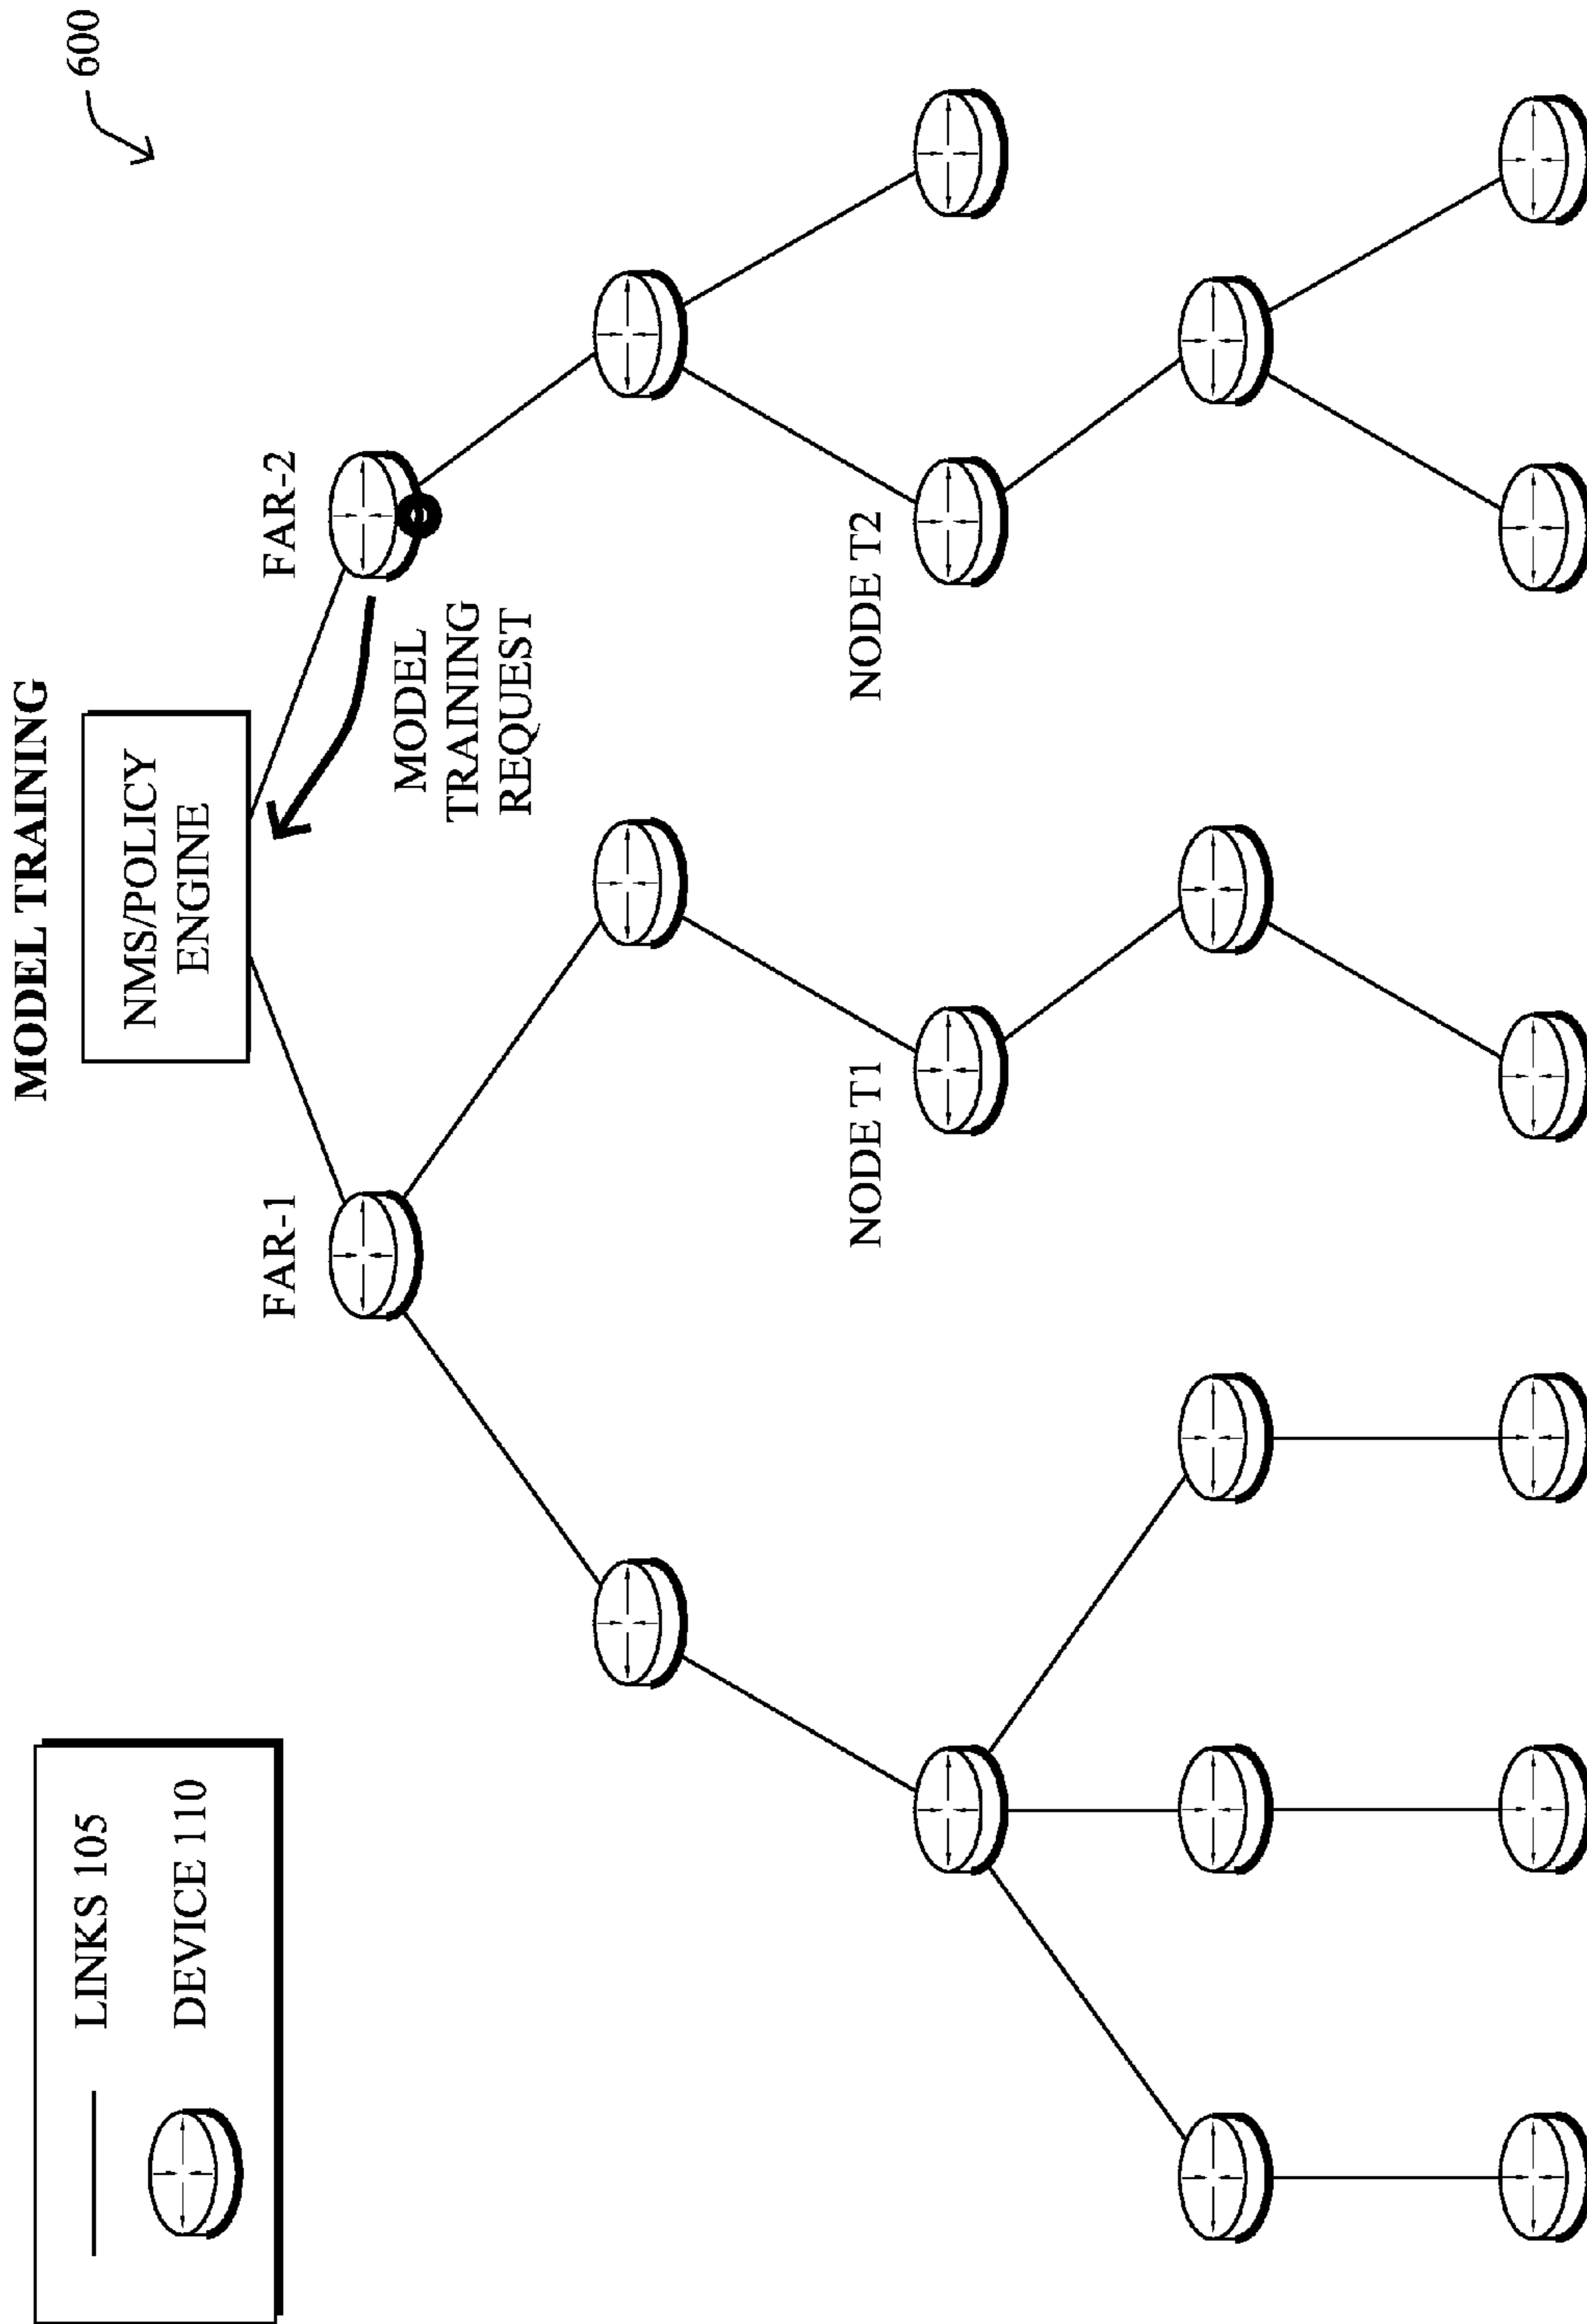 MODEL TRAINING
600
LINKS 105
DEVICE 110
NMS/POLICY
ENGINE
FAR-1
FAR-2
MODEL
TRAINING
REQUEST
NODE T1
NODE T2